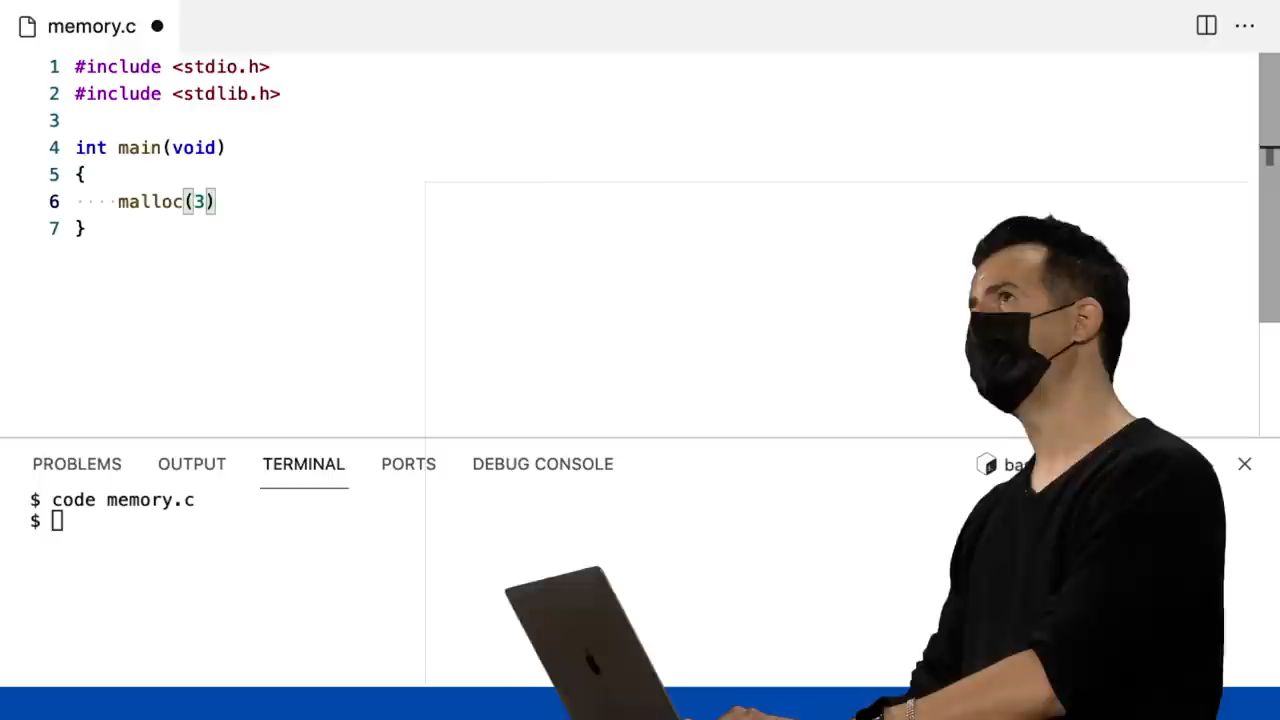 memory.c
1 #include <stdio.h>
2 #include <stdlib.h>
3
4 int main(void)
5 {
6 ····malloc(3)
7 }
PROBLEMS OUTPUT TERMINAL PORTS DEBUG CONSOLE
$ code memory.c
$